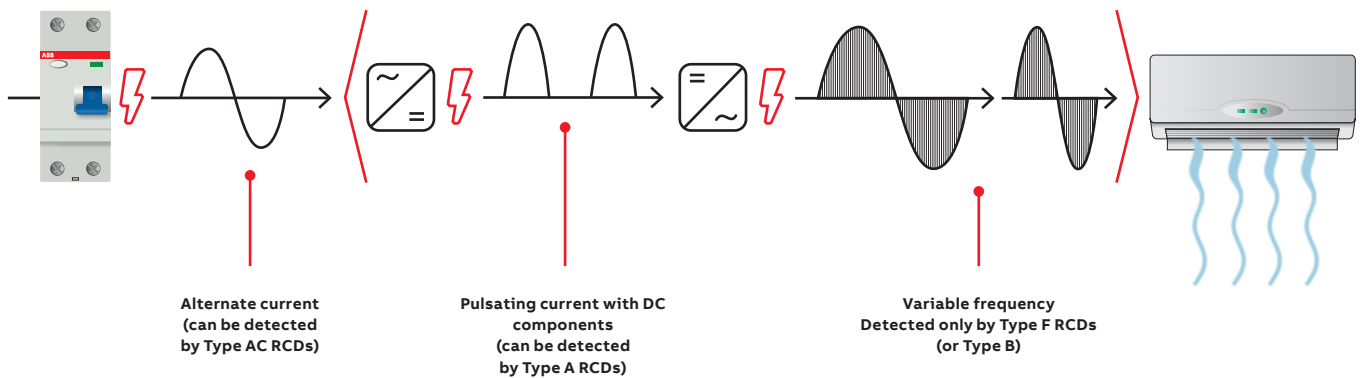 ABB
Alternate current
(can be detected
by Type AC RCDs)
Pulsating current with DC
components
(can be detected
by Type A RCDs)
Variable frequency
Detected only by Type F RCDs
(or Type B)